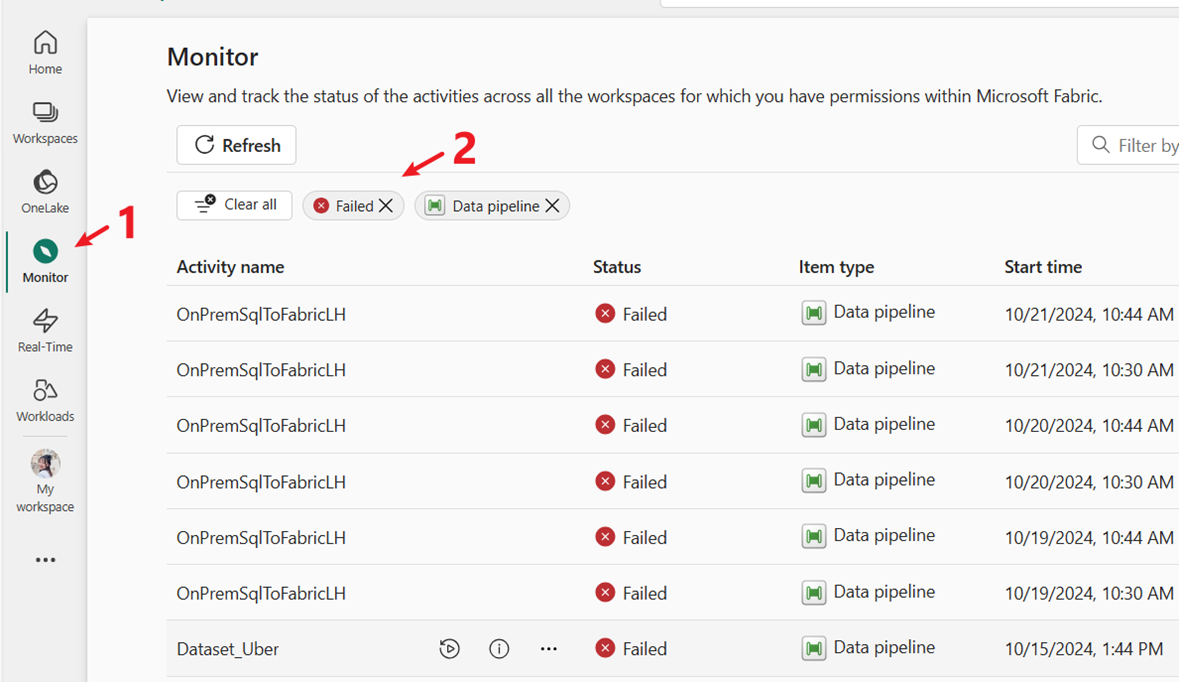 Home
Workspaces
OneLake
1
Monitor
Real-Time
Workloads
My
workspace
Monitor
View and track the status of the activities across all the workspaces for which you have permissions within Microsoft Fabric.
Refresh
2
Filter by
Clear all
Failed
Data pipeline
Activity name Status Item type Start time
OnPremSqlToFabricLH Failed Data pipeline 10/21/2024, 10:44 AM
OnPremSqlToFabricLH Failed Data pipeline 10/21/2024, 10:30 AM
OnPremSqlToFabricLH Failed Data pipeline 10/20/2024, 10:44 AM
OnPremSqlToFabricLH Failed Data pipeline 10/20/2024, 10:30 AM
OnPremSqlToFabricLH Failed Data pipeline 10/19/2024, 10:44 AM
OnPremSqlToFabricLH Failed Data pipeline 10/19/2024, 10:30 AM
Dataset_Uber Failed Data pipeline 10/15/2024, 1:44 PM